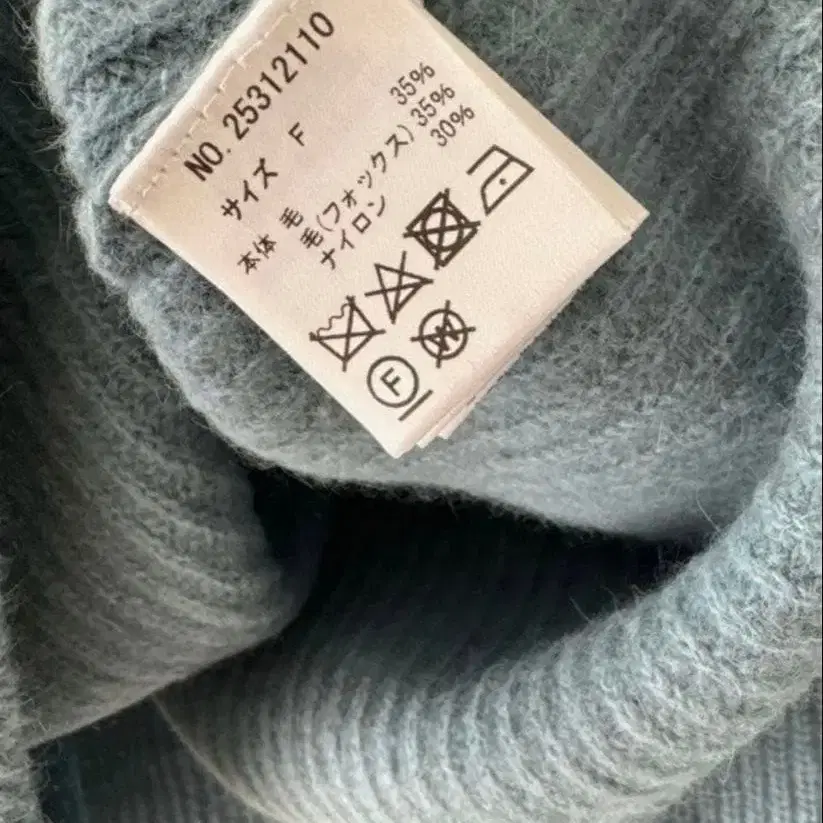 NO. 25312110
サイズ F
本体 毛 35%
毛(フォックス) 35%
ナイロン 30%
F
W